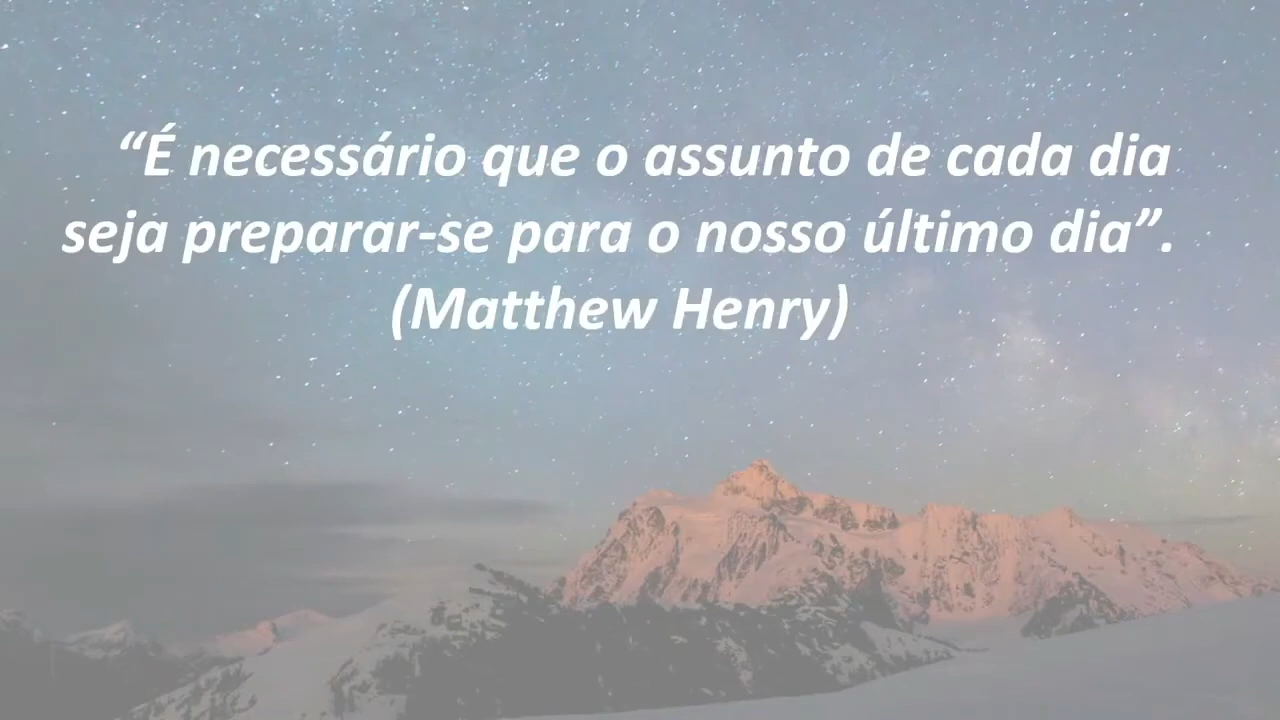 “É necessário que o assunto de cada dia
seja preparar-se para o nosso último dia”.
(Matthew Henry)